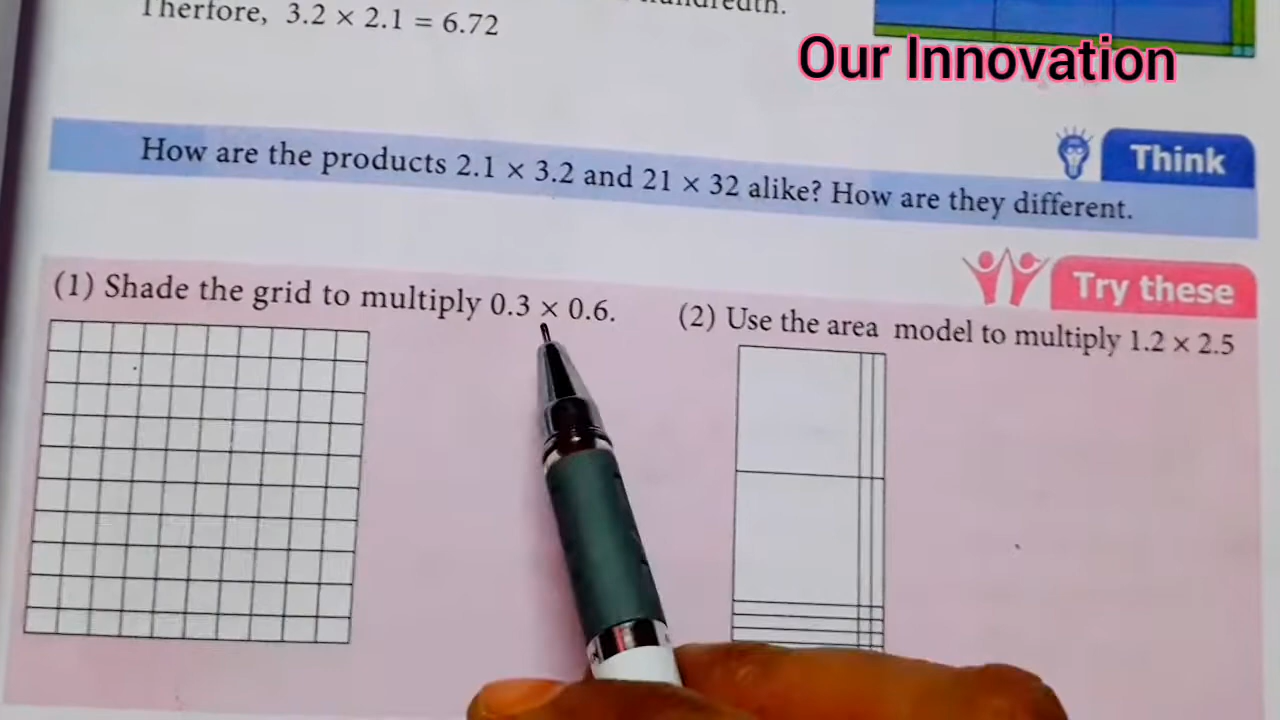 Therfore, 3.2 × 2.1 = 6.72
Our Innovation
How are the products 2.1 × 3.2 and 21 × 32 alike? How are they different.
Think
Try these
(1) Shade the grid to multiply 0.3 × 0.6.
(2) Use the area model to multiply 1.2 × 2.5